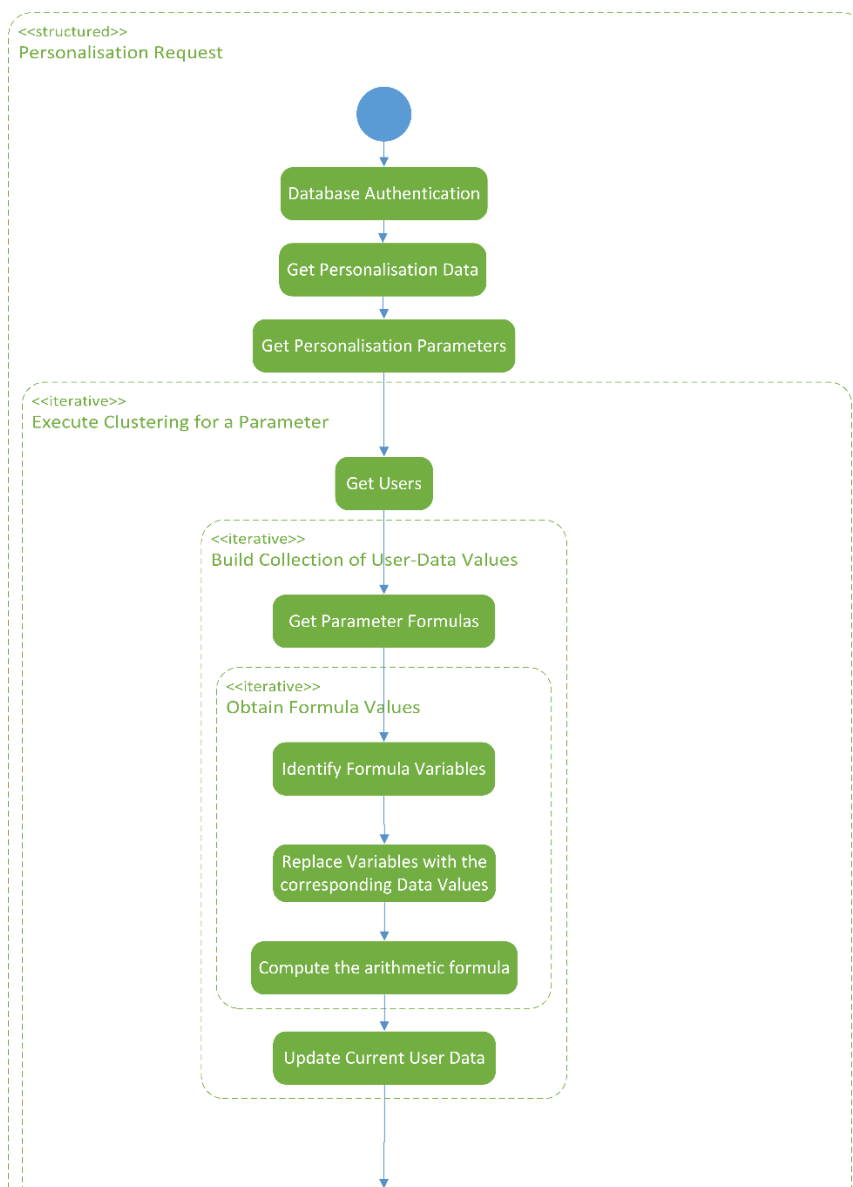 <<structured>>
Personalisation Request
Database Authentication
Get Personalisation Data
Get Personalisation Parameters
<<iterative>>
Execute Clustering for a Parameter
Get Users
<<iterative>>
Build Collection of User-Data Values
Get Parameter Formulas
<<iterative>>
Obtain Formula Values
Identify Formula Variables
Replace Variables with the
corresponding Data Values
Compute the arithmetic formula
Update Current User Data